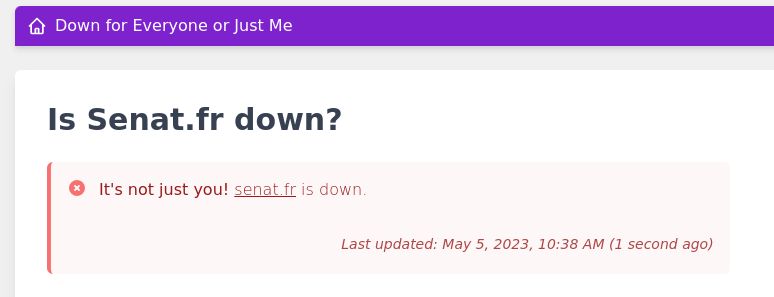 Down for Everyone or Just Me
Is Senat.fr down?
It's not just you! senat.fr is down.
Last updated: May 5, 2023, 10:38 AM (1 second ago)